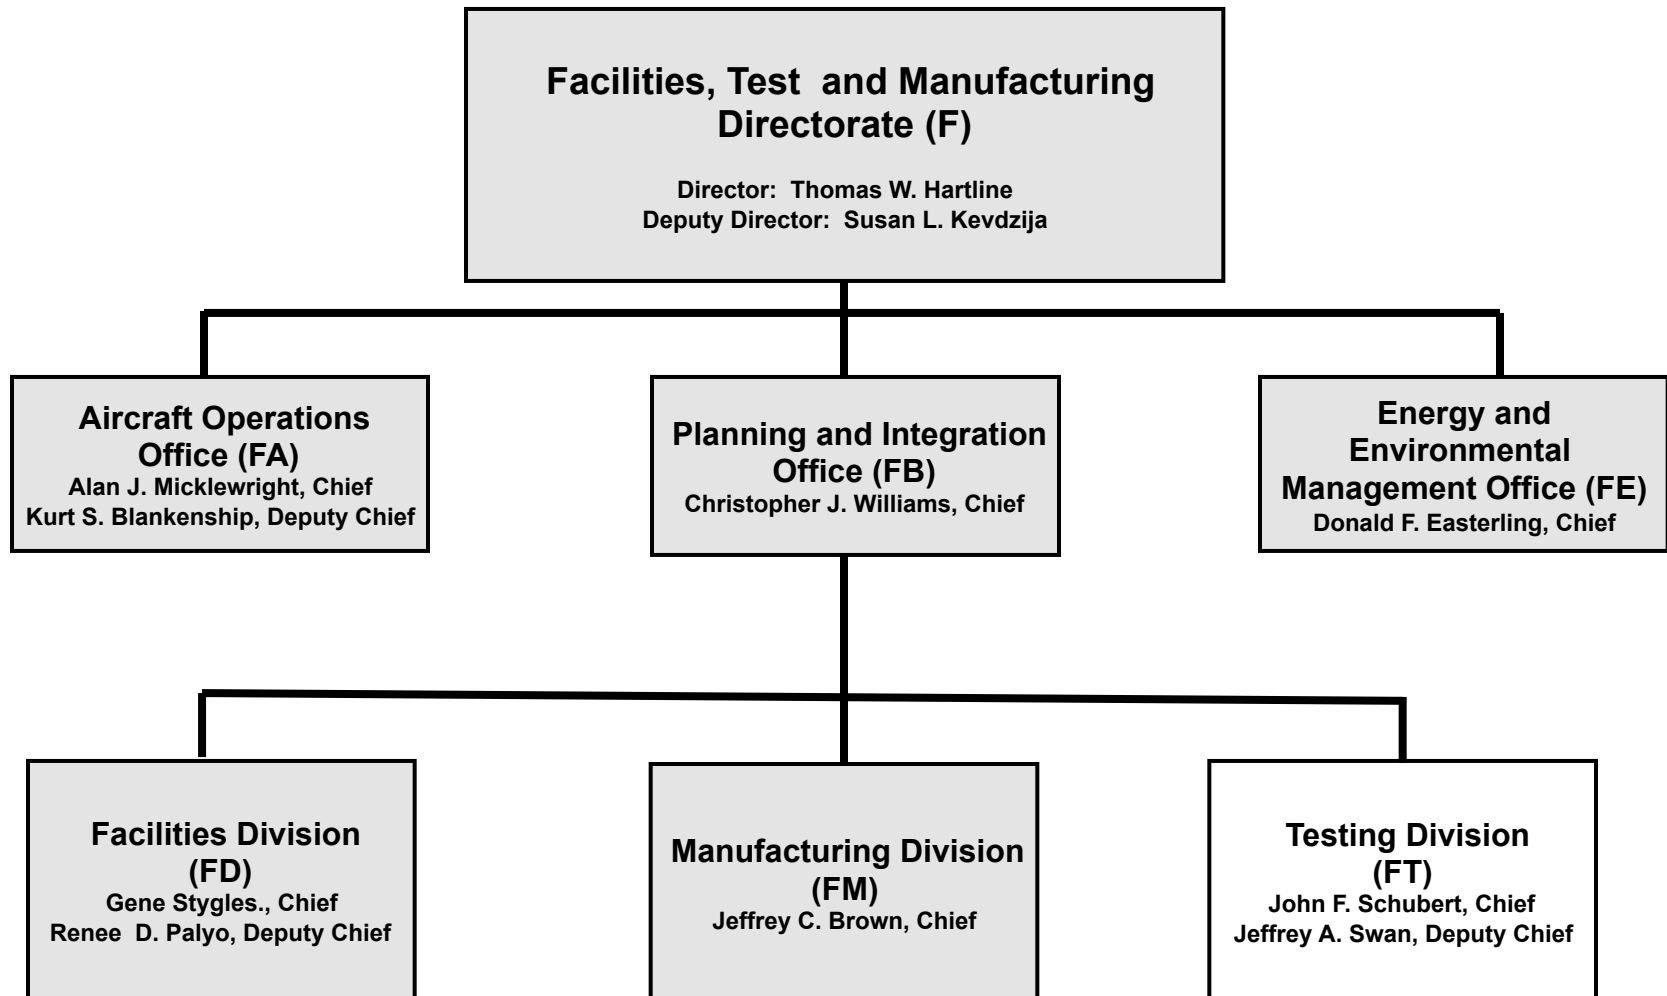 Facilities, Test and Manufacturing
Directorate (F)
Director: Thomas W. Hartline
Deputy Director: Susan L. Kevdzija
Aircraft Operations
Office (FA)
Alan J. Micklewright, Chief
Kurt S. Blankenship, Deputy Chief
Planning and Integration
Office (FB)
Christopher J. Williams, Chief
Energy and
Environmental
Management Office (FE)
Donald F. Easterling, Chief
Facilities Division
(FD)
Gene Stygles., Chief
Renee D. Palyo, Deputy Chief
Manufacturing Division
(FM)
Jeffrey C. Brown, Chief
Testing Division
(FT)
John F. Schubert, Chief
Jeffrey A. Swan, Deputy Chief